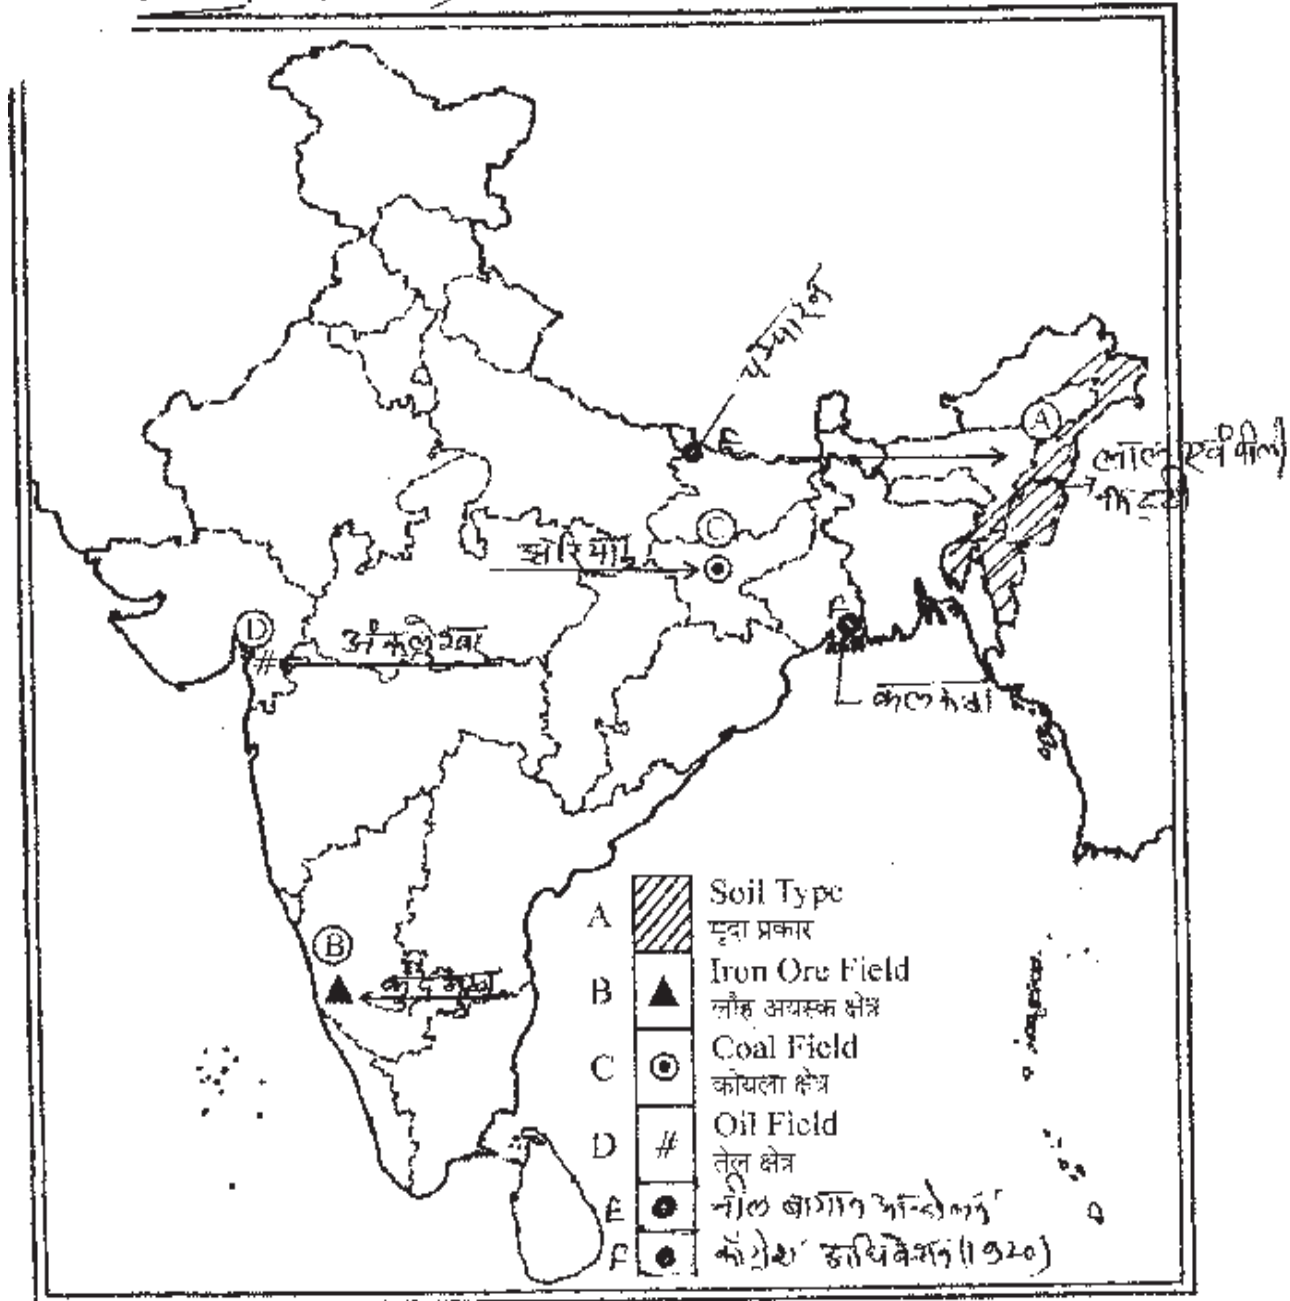 चम्पारन
E
A
लाल एवं पीली
मिट्टी
C
झरिया
D
#
अंकलेश्वर
F
कलकत्ता
B
A Soil Type
मृदा प्रकार
B Iron Ore Field
लौह अयस्क क्षेत्र
C Coal Field
कोयला क्षेत्र
D # Oil Field
तेल क्षेत्र
E नील बागान आन्दोलन
F काँग्रेस अधिवेशन (1920)